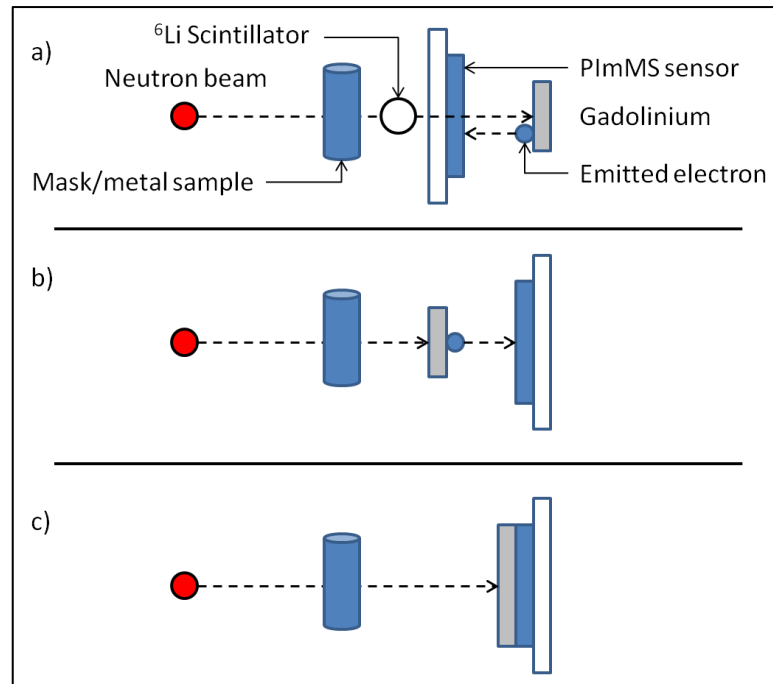 a)
⁶Li Scintillator
Neutron beam
PImMS sensor
Gadolinium
Mask/metal sample
Emitted electron
b)
c)